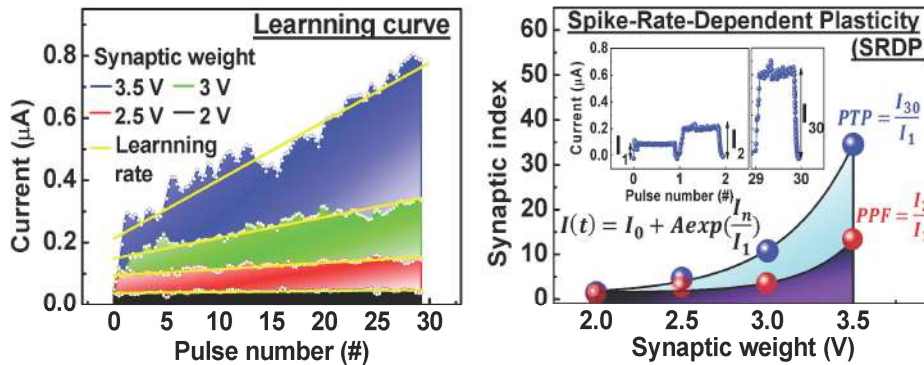 Learnning curve
Synaptic weight
3.5 V
3 V
2.5 V
2 V
Learnning
rate
Current (μA)
0.8
0.6
0.4
0.2
0.0
0
5
10
15
20
25
30
Pulse number (#)
Spike-Rate-Dependent Plasticity
(SRDP
Synaptic index
60
50
40
35
30
20
10
0
Current (μA)
0.8
0.6
0.4
0.2
0.0
I1
I2
I30
0
1
2
29
30
Pulse number (#)
PTP = I30/I1
PPF =
I(t) = I0 + Aexp(In/I1)
2.0
2.5
3.0
3.5
Synaptic weight (V)